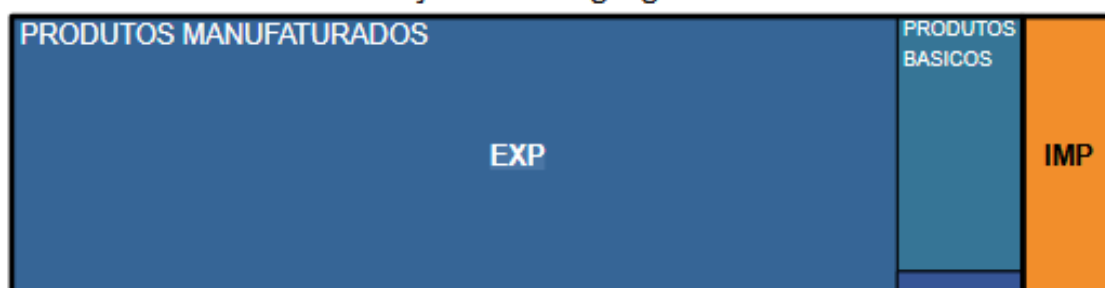 PRODUTOS MANUFATURADOS
PRODUTOS
BASICOS
EXP
IMP